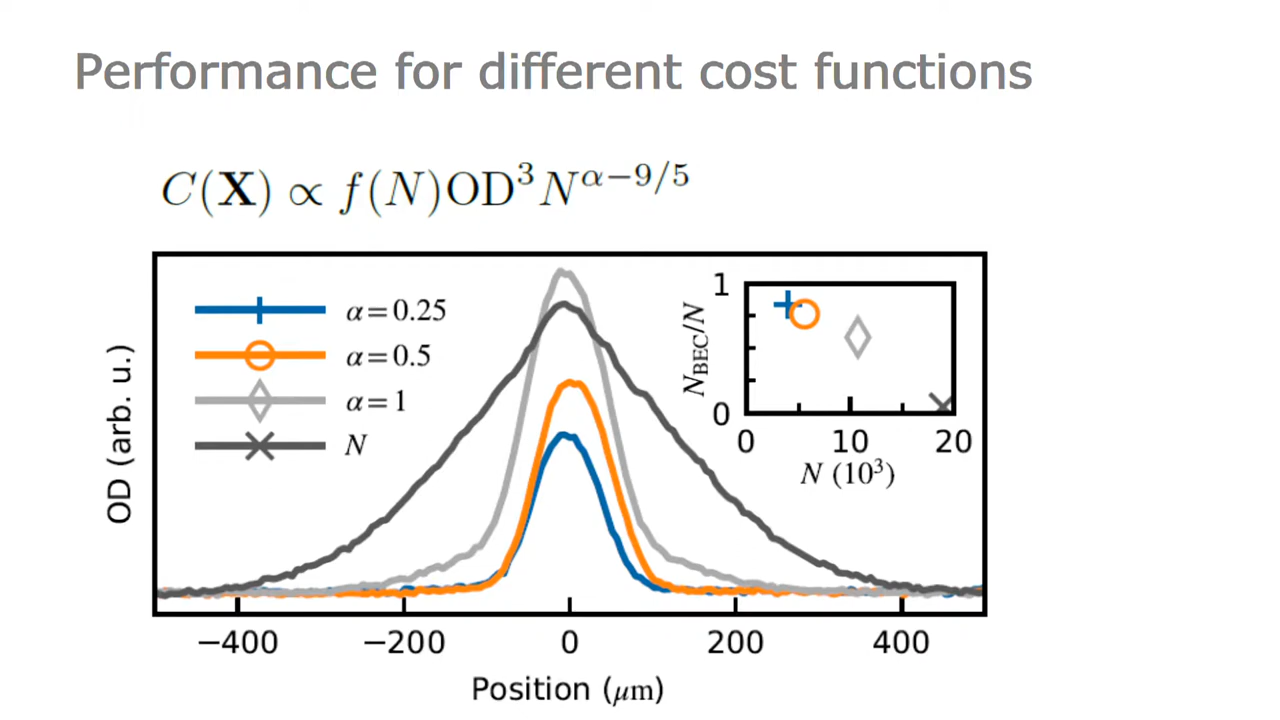 Performance for different cost functions
C(X) ∝ f(N)OD³N^{α−9/5}
α=0.25
α=0.5
α=1
N
OD (arb. u.)
−400 −200 0 200 400
Position (μm)
N_BEC/N
1
0
0 10 20
N (10³)